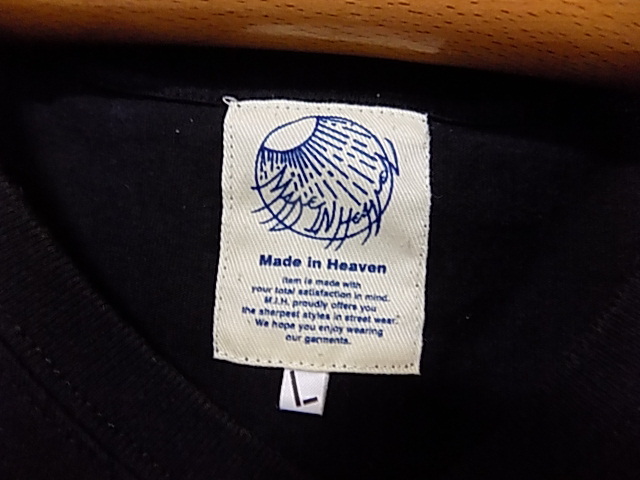 Made IN Heaven
Made in Heaven
item is made with
your total satisfaction in mind.
M.I.H. proudly offers you
the sharpest styles in street wear.
We hope you enjoy wearing
our garments.
L